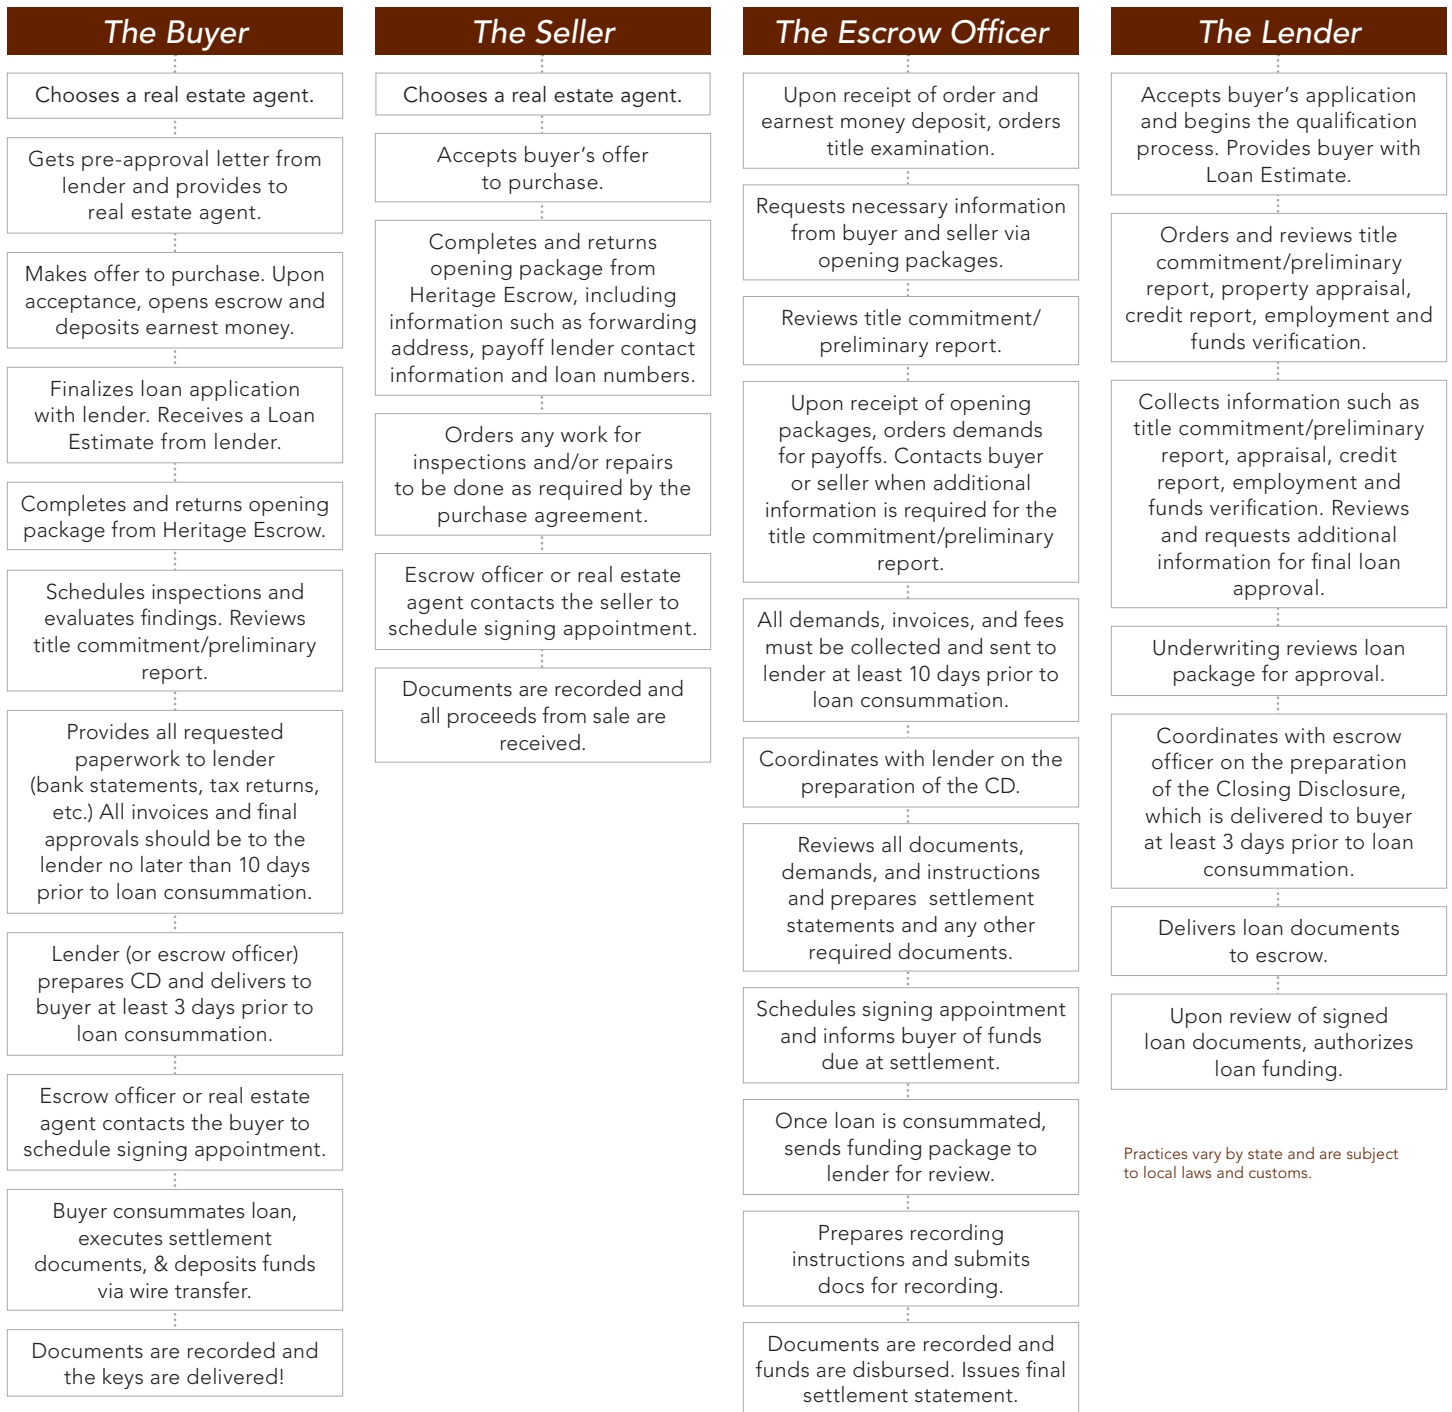 The Buyer
Chooses a real estate agent.
Gets pre-approval letter from
lender and provides to
real estate agent.
Makes offer to purchase. Upon
acceptance, opens escrow and
deposits earnest money.
Finalizes loan application
with lender. Receives a Loan
Estimate from lender.
Completes and returns opening
package from Heritage Escrow.
Schedules inspections and
evaluates findings. Reviews
title commitment/preliminary
report.
Provides all requested
paperwork to lender
(bank statements, tax returns,
etc.) All invoices and final
approvals should be to the
lender no later than 10 days
prior to loan consummation.
Lender (or escrow officer)
prepares CD and delivers to
buyer at least 3 days prior to
loan consummation.
Escrow officer or real estate
agent contacts the buyer to
schedule signing appointment.
Buyer consummates loan,
executes settlement
documents, & deposits funds
via wire transfer.
Documents are recorded and
the keys are delivered!
The Seller
Chooses a real estate agent.
Accepts buyer's offer
to purchase.
Completes and returns
opening package from
Heritage Escrow, including
information such as forwarding
address, payoff lender contact
information and loan numbers.
Orders any work for
inspections and/or repairs
to be done as required by the
purchase agreement.
Escrow officer or real estate
agent contacts the seller to
schedule signing appointment.
Documents are recorded and
all proceeds from sale are
received.
The Escrow Officer
Upon receipt of order and
earnest money deposit, orders
title examination.
Requests necessary information
from buyer and seller via
opening packages.
Reviews title commitment/
preliminary report.
Upon receipt of opening
packages, orders demands
for payoffs. Contacts buyer
or seller when additional
information is required for the
title commitment/preliminary
report.
All demands, invoices, and fees
must be collected and sent to
lender at least 10 days prior to
loan consummation.
Coordinates with lender on the
preparation of the CD.
Reviews all documents,
demands, and instructions
and prepares settlement
statements and any other
required documents.
Schedules signing appointment
and informs buyer of funds
due at settlement.
Once loan is consummated,
sends funding package to
lender for review.
Prepares recording
instructions and submits
docs for recording.
Documents are recorded and
funds are disbursed. Issues final
settlement statement.
The Lender
Accepts buyer's application
and begins the qualification
process. Provides buyer with
Loan Estimate.
Orders and reviews title
commitment/preliminary
report, property appraisal,
credit report, employment and
funds verification.
Collects information such as
title commitment/preliminary
report, appraisal, credit
report, employment and
funds verification. Reviews
and requests additional
information for final loan
approval.
Underwriting reviews loan
package for approval.
Coordinates with escrow
officer on the preparation
of the Closing Disclosure,
which is delivered to buyer
at least 3 days prior to loan
consummation.
Delivers loan documents
to escrow.
Upon review of signed
loan documents, authorizes
loan funding.
Practices vary by state and are subject
to local laws and customs.